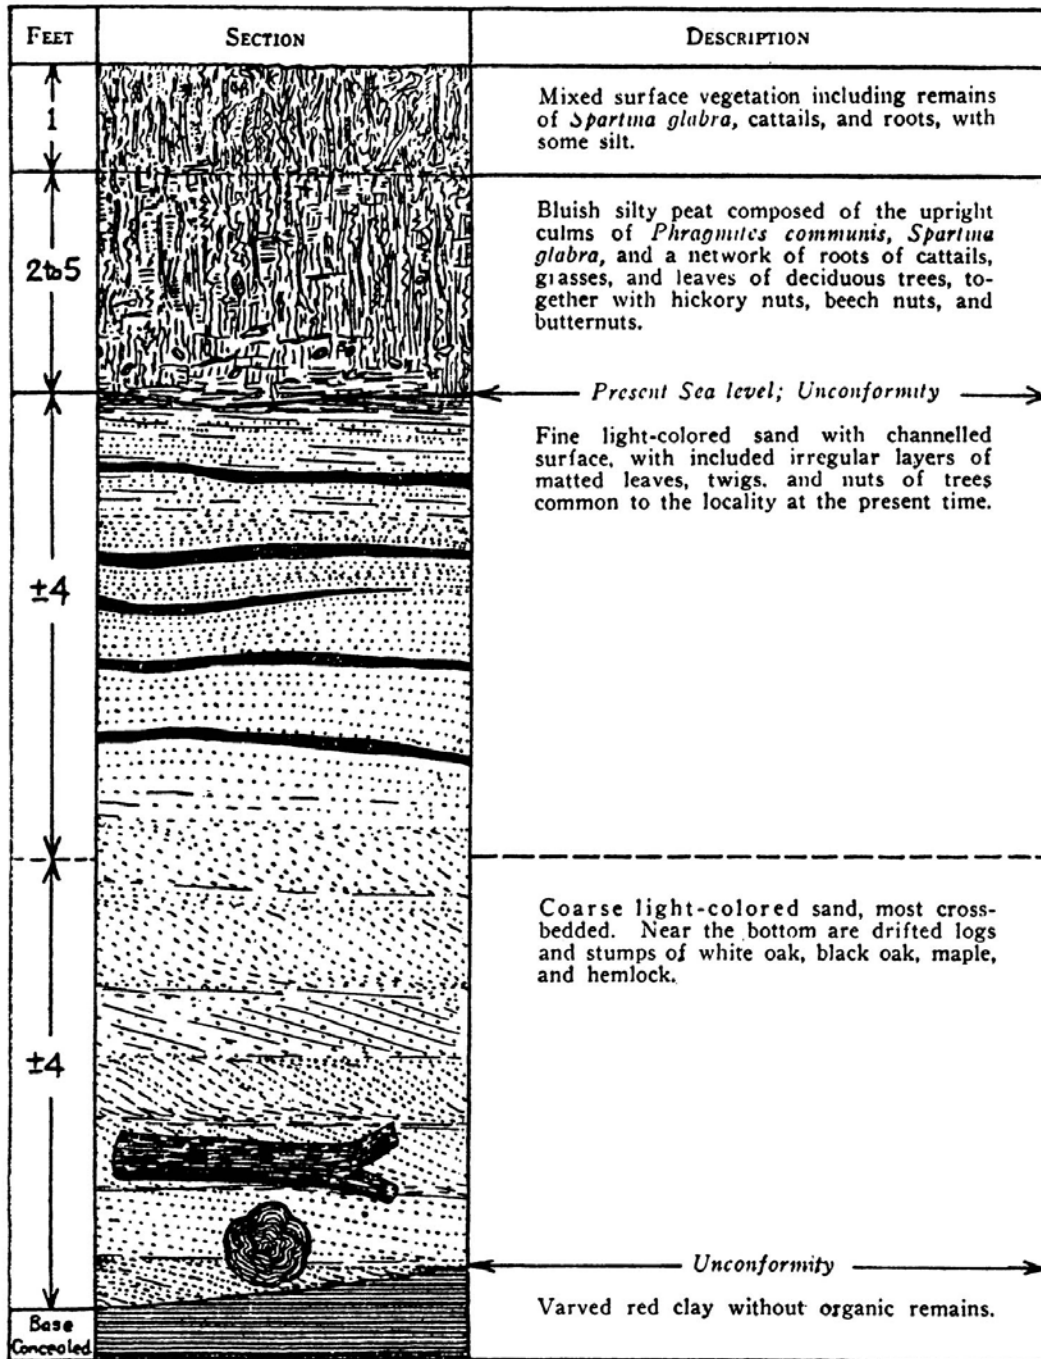 FEET SECTION DESCRIPTION
1
Mixed surface vegetation including remains
of Spartina glabra, cattails, and roots, with
some silt.
2 to 5
Bluish silty peat composed of the upright
culms of Phragmites communis, Spartina
glabra, and a network of roots of cattails,
grasses, and leaves of deciduous trees, to-
gether with hickory nuts, beech nuts, and
butternuts.
Present Sea level; Unconformity
±4
Fine light-colored sand with channelled
surface, with included irregular layers of
matted leaves, twigs. and nuts of trees
common to the locality at the present time.
±4
Coarse light-colored sand, most cross-
bedded. Near the bottom are drifted logs
and stumps of white oak, black oak, maple,
and hemlock.
Unconformity
Base
Concealed
Varved red clay without organic remains.